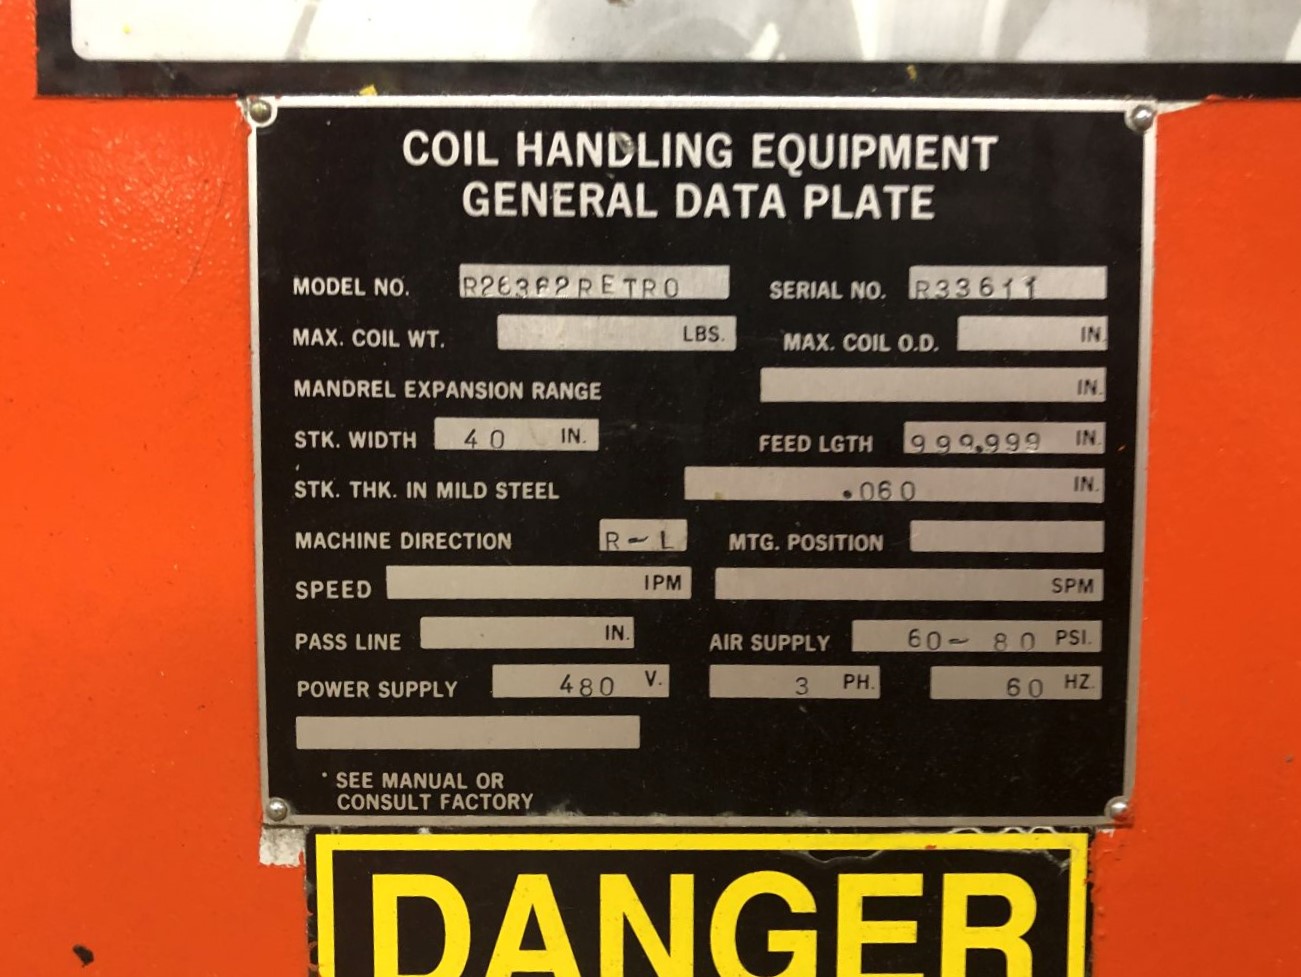 COIL HANDLING EQUIPMENT
GENERAL DATA PLATE
MODEL NO. R26362RETRO SERIAL NO. R33611
MAX. COIL WT. LBS. MAX. COIL O.D. IN.
MANDREL EXPANSION RANGE IN.
STK. WIDTH 40 IN. FEED LGTH 999.999 IN.
STK. THK. IN MILD STEEL .060 IN.
MACHINE DIRECTION R-L MTG. POSITION
SPEED IPM SPM
PASS LINE IN. AIR SUPPLY 60- 80 PSI.
POWER SUPPLY 480 V. 3 PH. 60 HZ.
· SEE MANUAL OR
CONSULT FACTORY
DANGER